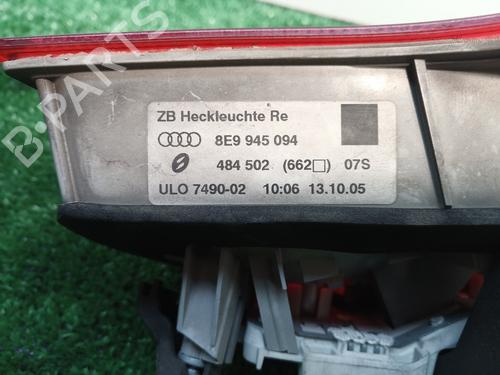 ZB Heckleuchte Re
8E9 945 094
484 502 (662□) 07S
ULO 7490-02 10:06 13.10.05
B-PARTS